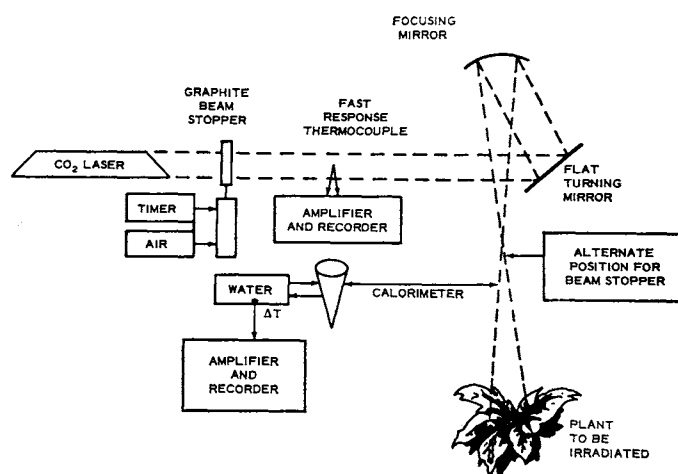 FOCUSING
MIRROR
GRAPHITE
BEAM
STOPPER
FAST
RESPONSE
THERMOCOUPLE
CO₂ LASER
FLAT
TURNING
MIRROR
TIMER
AIR
AMPLIFIER
AND RECORDER
ALTERNATE
POSITION FOR
BEAM STOPPER
WATER
CALORIMETER
ΔT
AMPLIFIER
AND
RECORDER
PLANT
TO BE
IRRADIATED